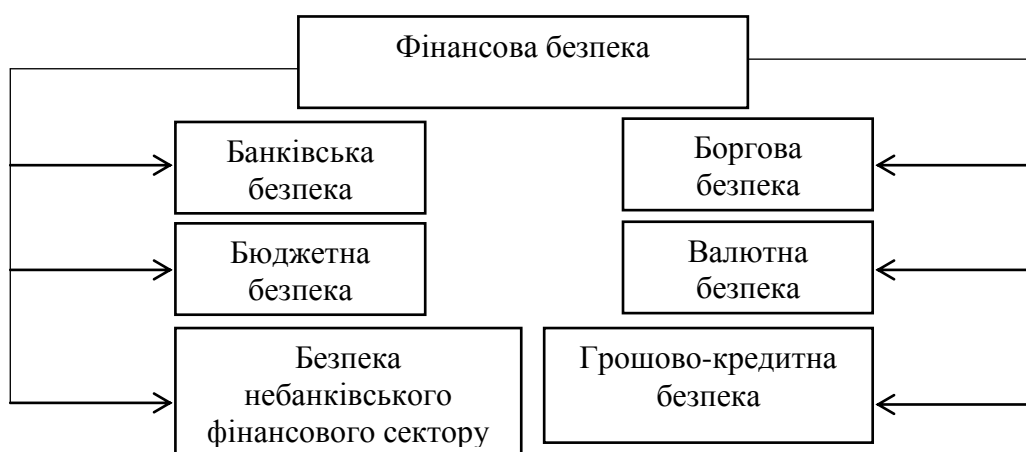 Фінансова безпека
Банківська
безпека
Боргова
безпека
Бюджетна
безпека
Валютна
безпека
Безпека
небанківського
фінансового сектору
Грошово-кредитна
безпека